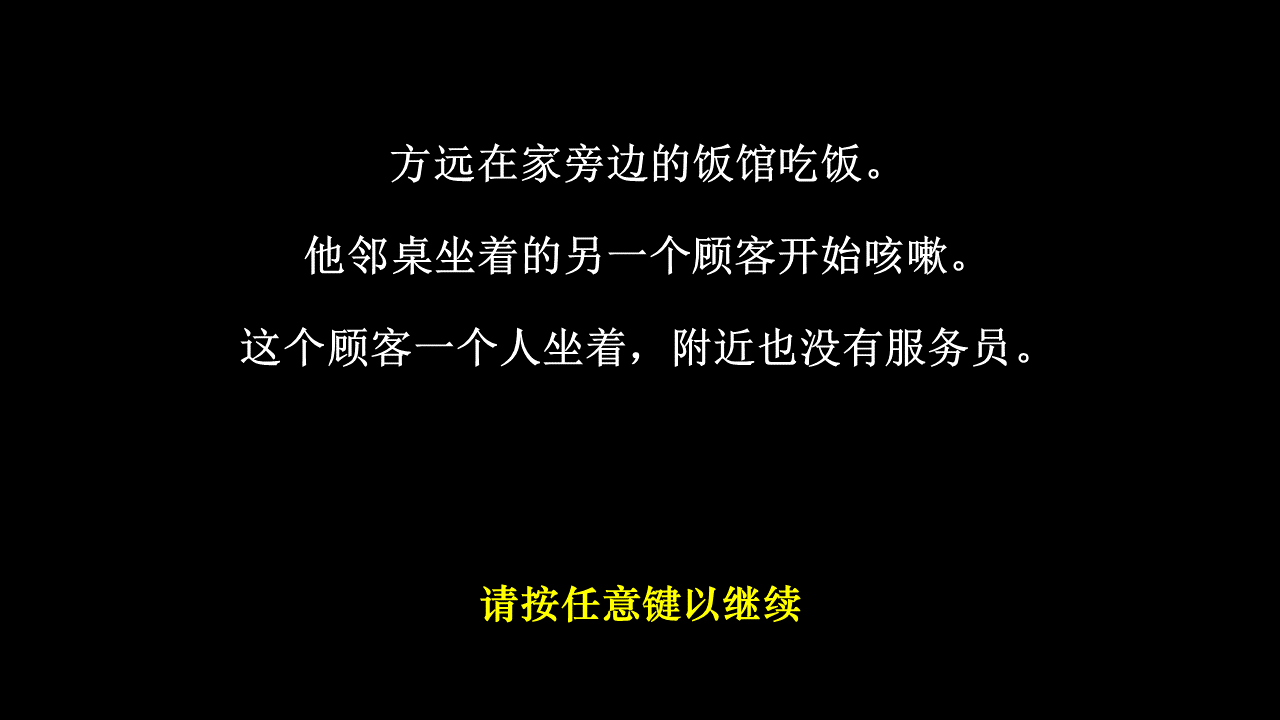 方远在家旁边的饭馆吃饭。
他邻桌坐着的另一个顾客开始咳嗽。
这个顾客一个人坐着，附近也没有服务员。
请按任意键以继续